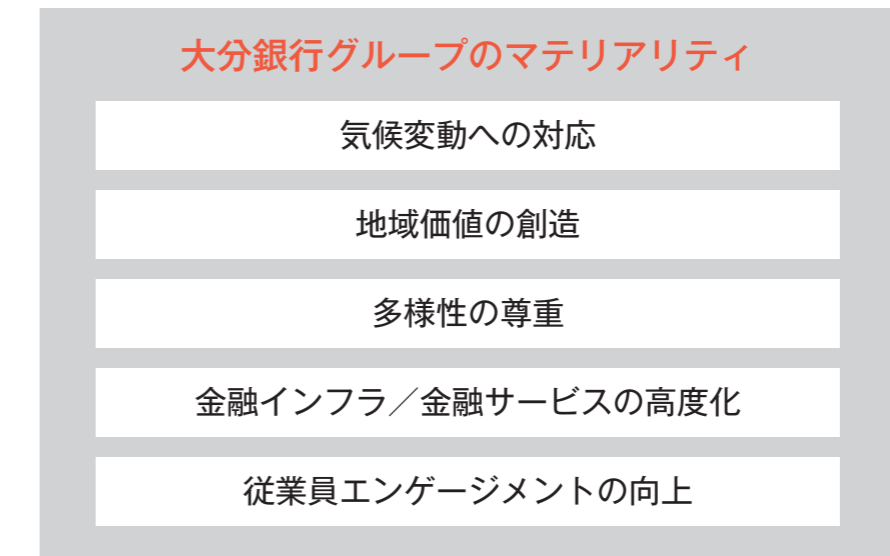 大分銀行グループのマテリアリティ
気候変動への対応
地域価値の創造
多様性の尊重
金融インフラ／金融サービスの高度化
従業員エンゲージメントの向上